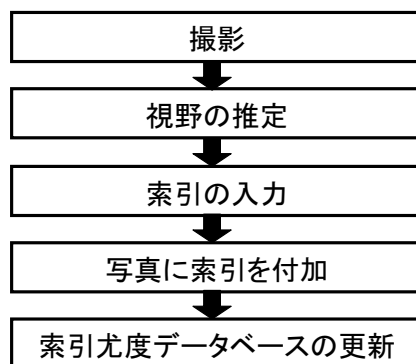 撮影
視野の推定
索引の入力
写真に索引を付加
索引尤度データベースの更新